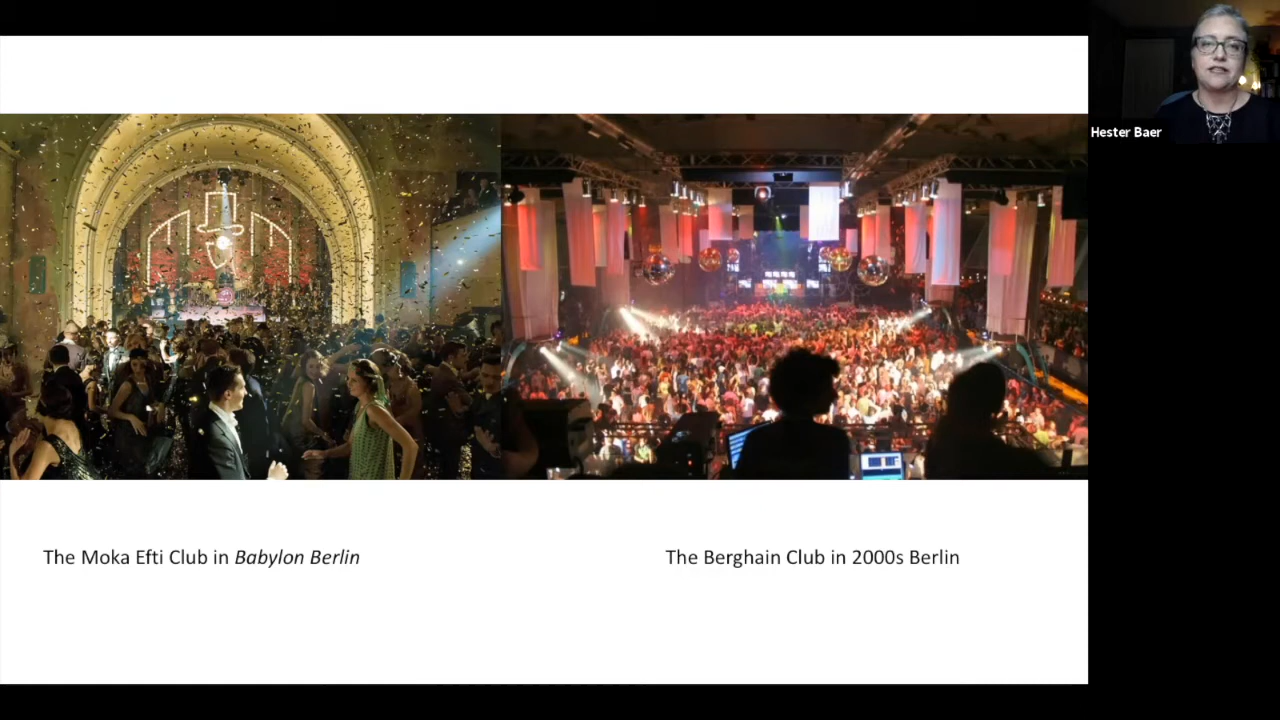 Hester Baer
The Moka Efti Club in Babylon Berlin
The Berghain Club in 2000s Berlin